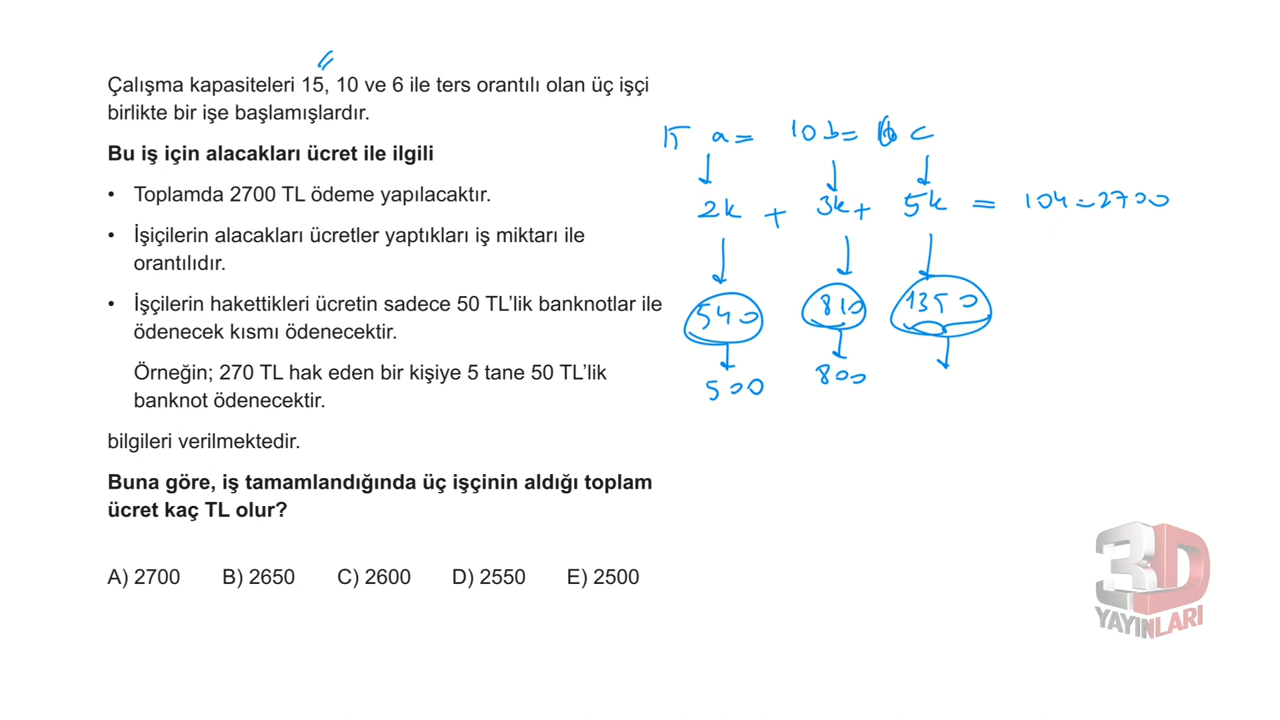 Çalışma kapasiteleri 15, 10 ve 6 ile ters orantılı olan üç işçi
birlikte bir işe başlamışlardır.
Bu iş için alacakları ücret ile ilgili
• Toplamda 2700 TL ödeme yapılacaktır.
• İşiçilerin alacakları ücretler yaptıkları iş miktarı ile
orantılıdır.
• İşçilerin hakettikleri ücretin sadece 50 TL'lik banknotlar ile
ödenecek kısmı ödenecektir.
Örneğin; 270 TL hak eden bir kişiye 5 tane 50 TL'lik
banknot ödenecektir.
bilgileri verilmektedir.
Buna göre, iş tamamlandığında üç işçinin aldığı toplam
ücret kaç TL olur?
A) 2700 B) 2650 C) 2600 D) 2550 E) 2500
15 a = 10 b = 6 c
2k + 3k + 5k = 10k = 2700
540 810 1350
500 800
3D
YAYINLARI